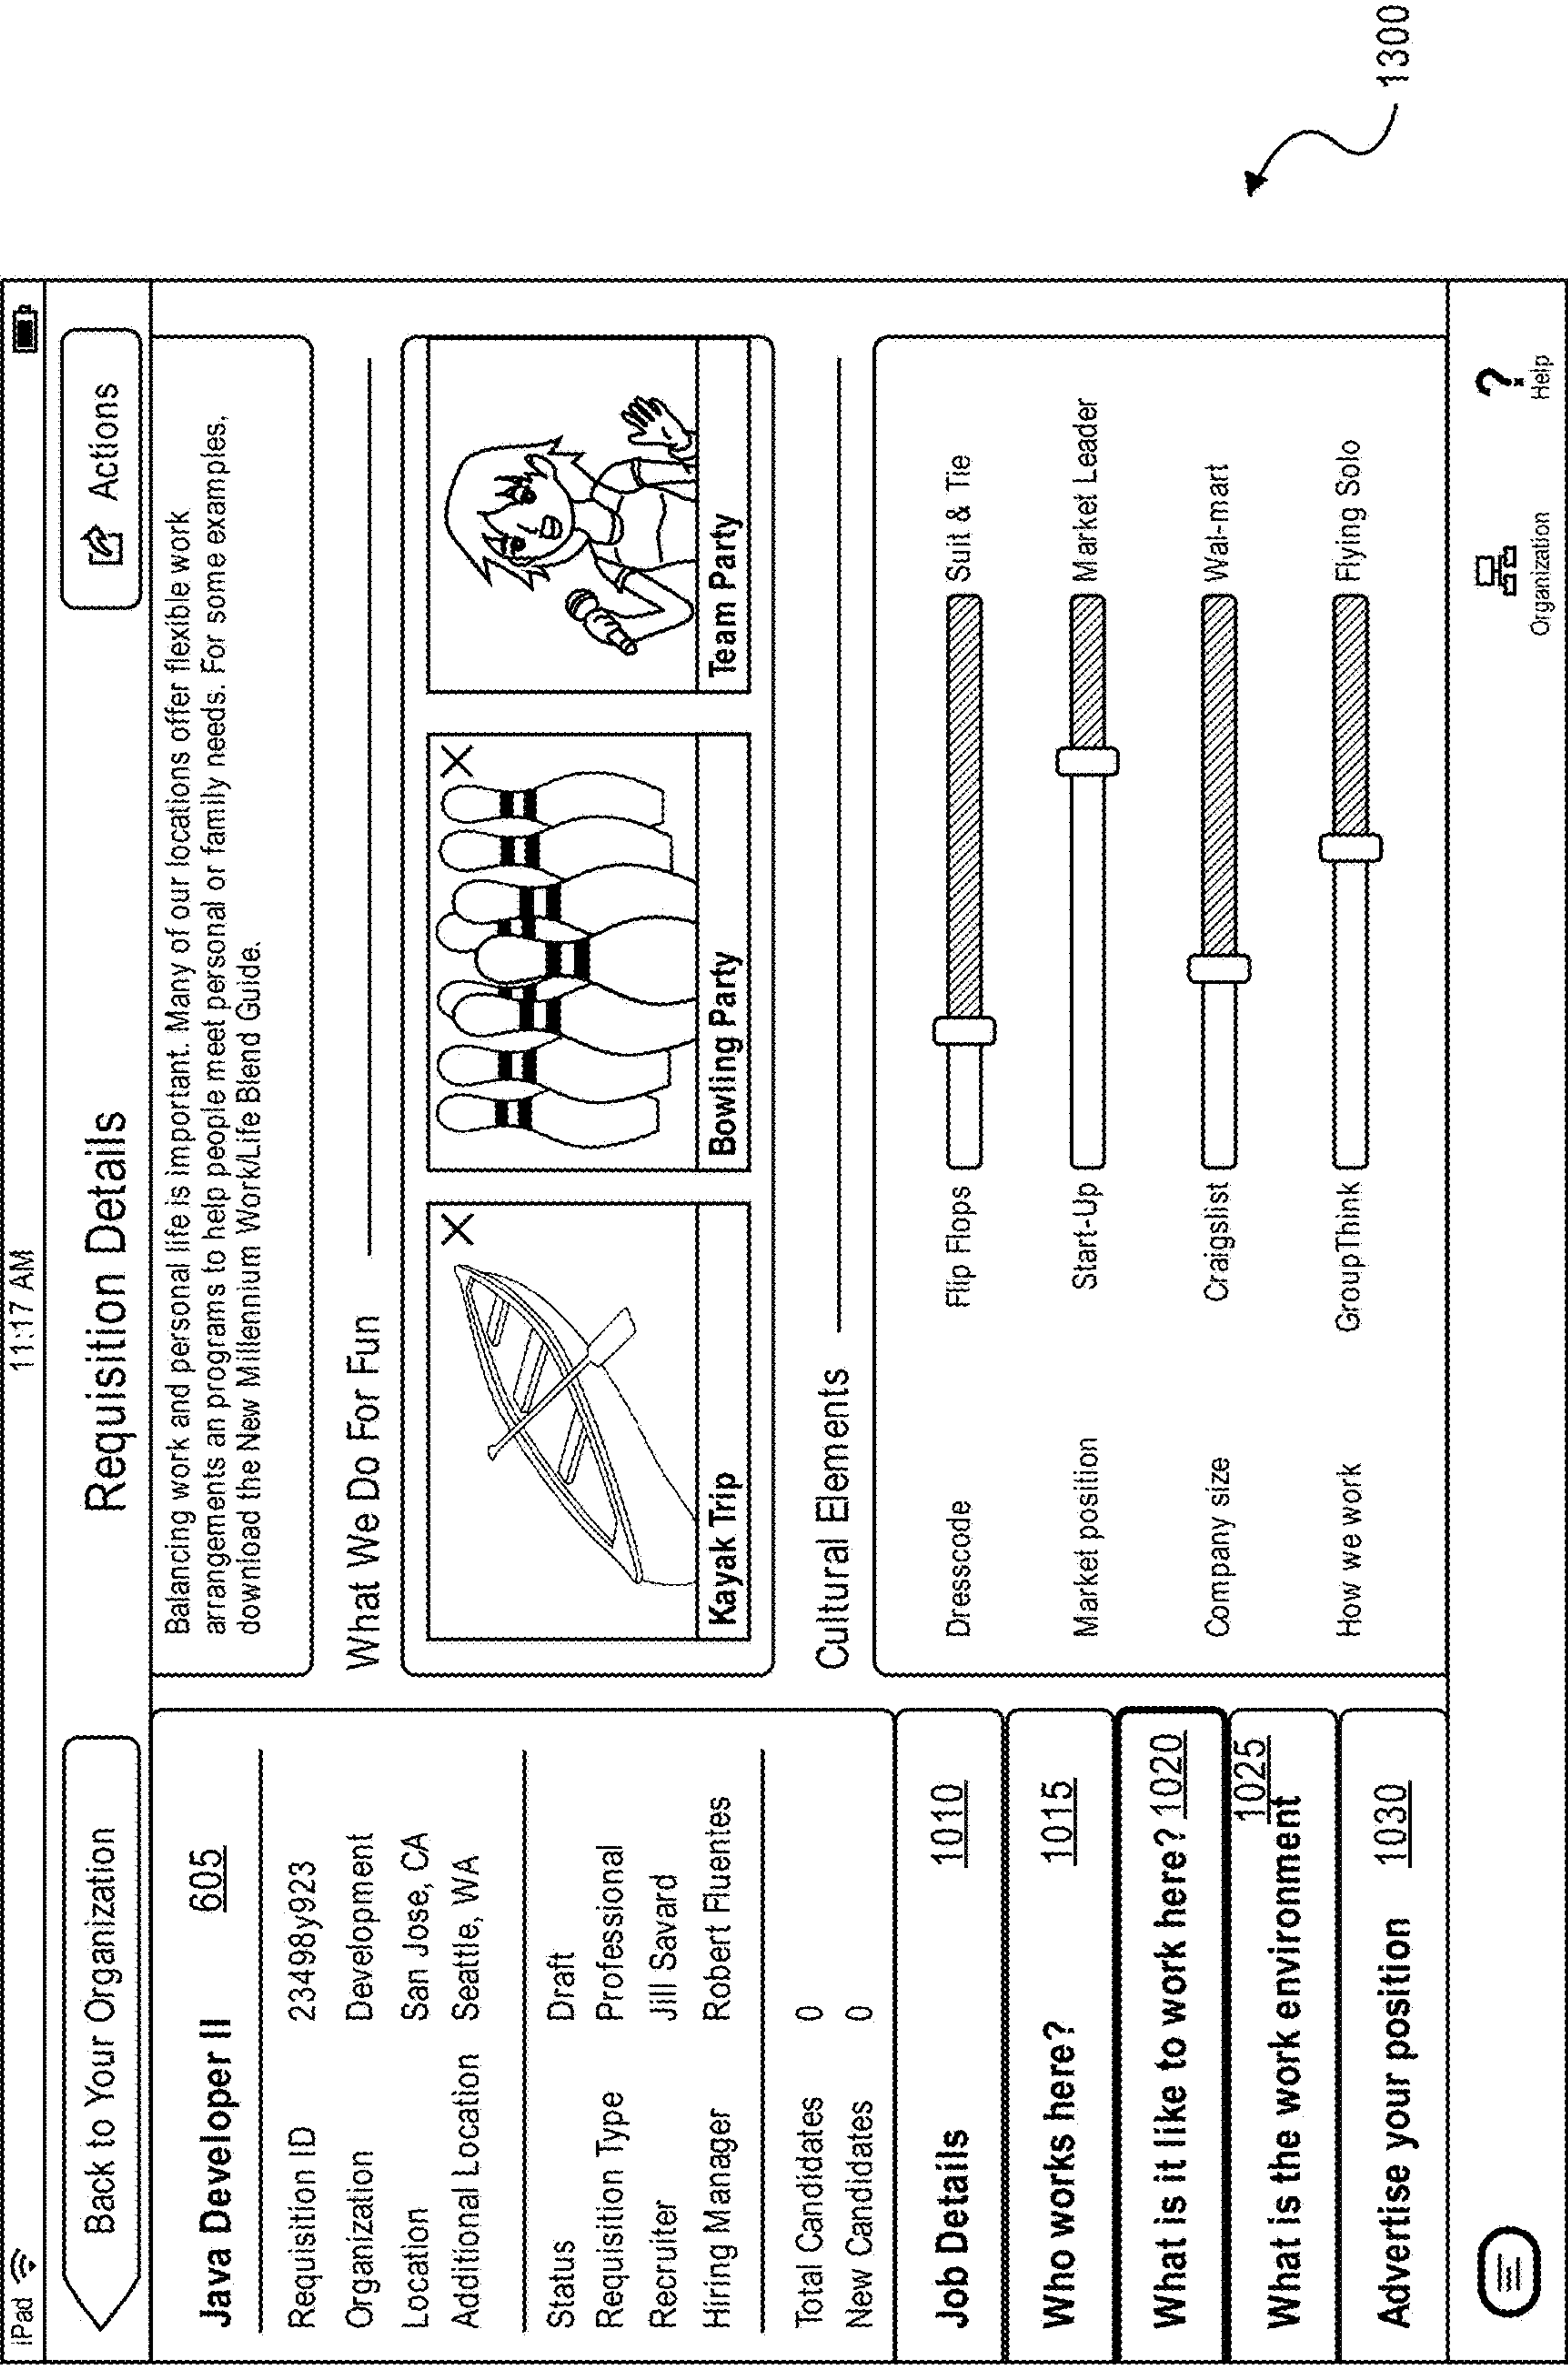 iPad 11:17 AM
Back to Your Organization
Requisition Details
Actions
Java Developer II 605
Requisition ID 23498y923
Organization Development
Location San Jose, CA
Additional Location Seattle, WA
Status Draft
Requisition Type Professional
Recruiter Jill Savard
Hiring Manager Robert Fluentes
Total Candidates 0
New Candidates 0
Job Details 1010
Who works here? 1015
What is it like to work here? 1020
1025
What is the work environment
Advertise your position 1030
Balancing work and personal life is important. Many of our locations offer flexible work
arrangements an programs to help people meet personal or family needs. For some examples,
download the New Millennium Work/Life Blend Guide.
What We Do For Fun
Kayak Trip
Bowling Party
Team Party
Cultural Elements
Dresscode Flip Flops Suit & Tie
Market position Start-Up Market Leader
Company size Craigslist Wal-mart
How we work GroupThink Flying Solo
Organization
Help
1300